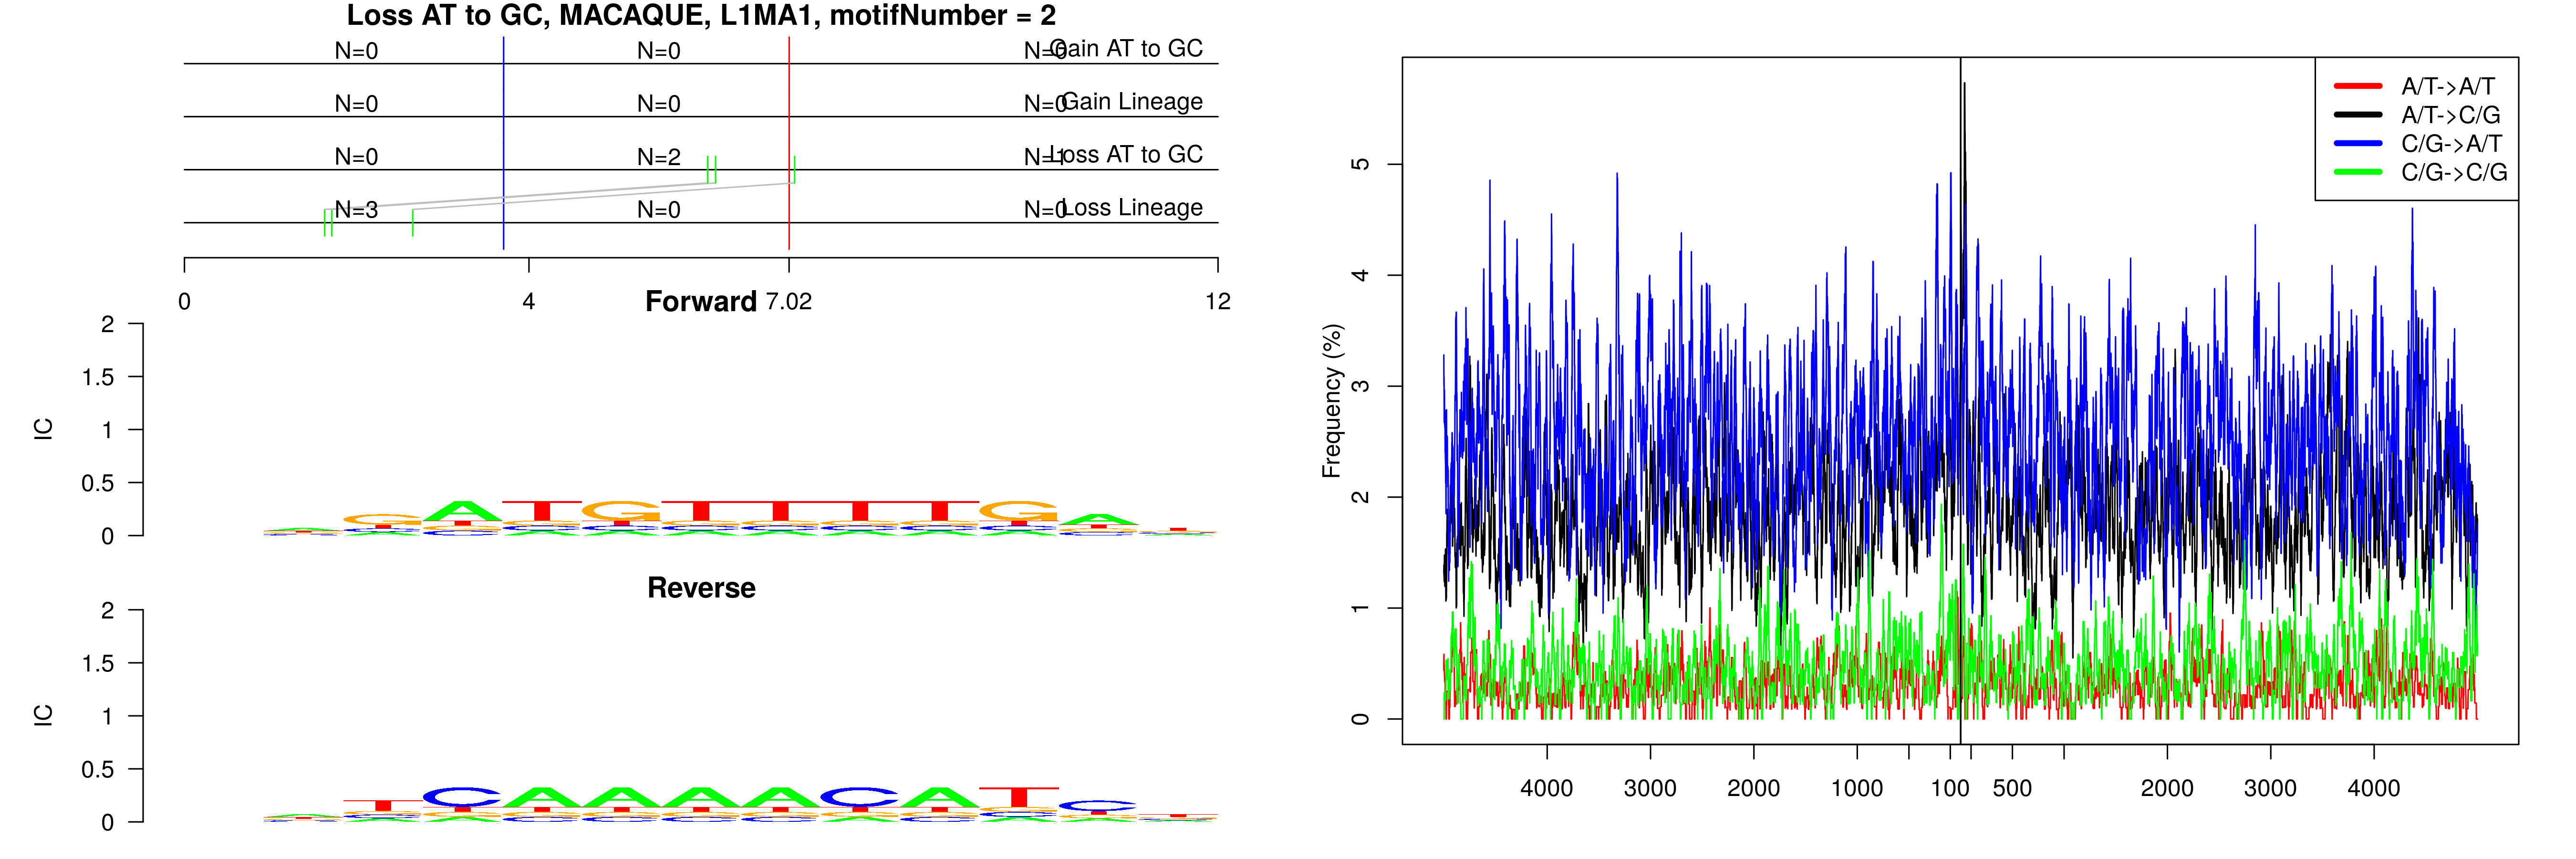 Loss AT to GC, MACAQUE, L1MA1, motifNumber = 2
N=0 N=0 N=0 Gain AT to GC
N=0 N=0 N=0 Gain Lineage
N=0 N=2 N=1 Loss AT to GC
N=3 N=0 N=0 Loss Lineage
0 4 7.02 12
Forward
2
1.5
1
0.5
0
IC
A T G T T T T G A
Reverse
2
1.5
1
0.5
0
IC
T C A A A A C A T C
A/T->A/T
A/T->C/G
C/G->A/T
C/G->C/G
Frequency (%)
5
4
3
2
1
0
4000 3000 2000 1000 100 500 2000 3000 4000